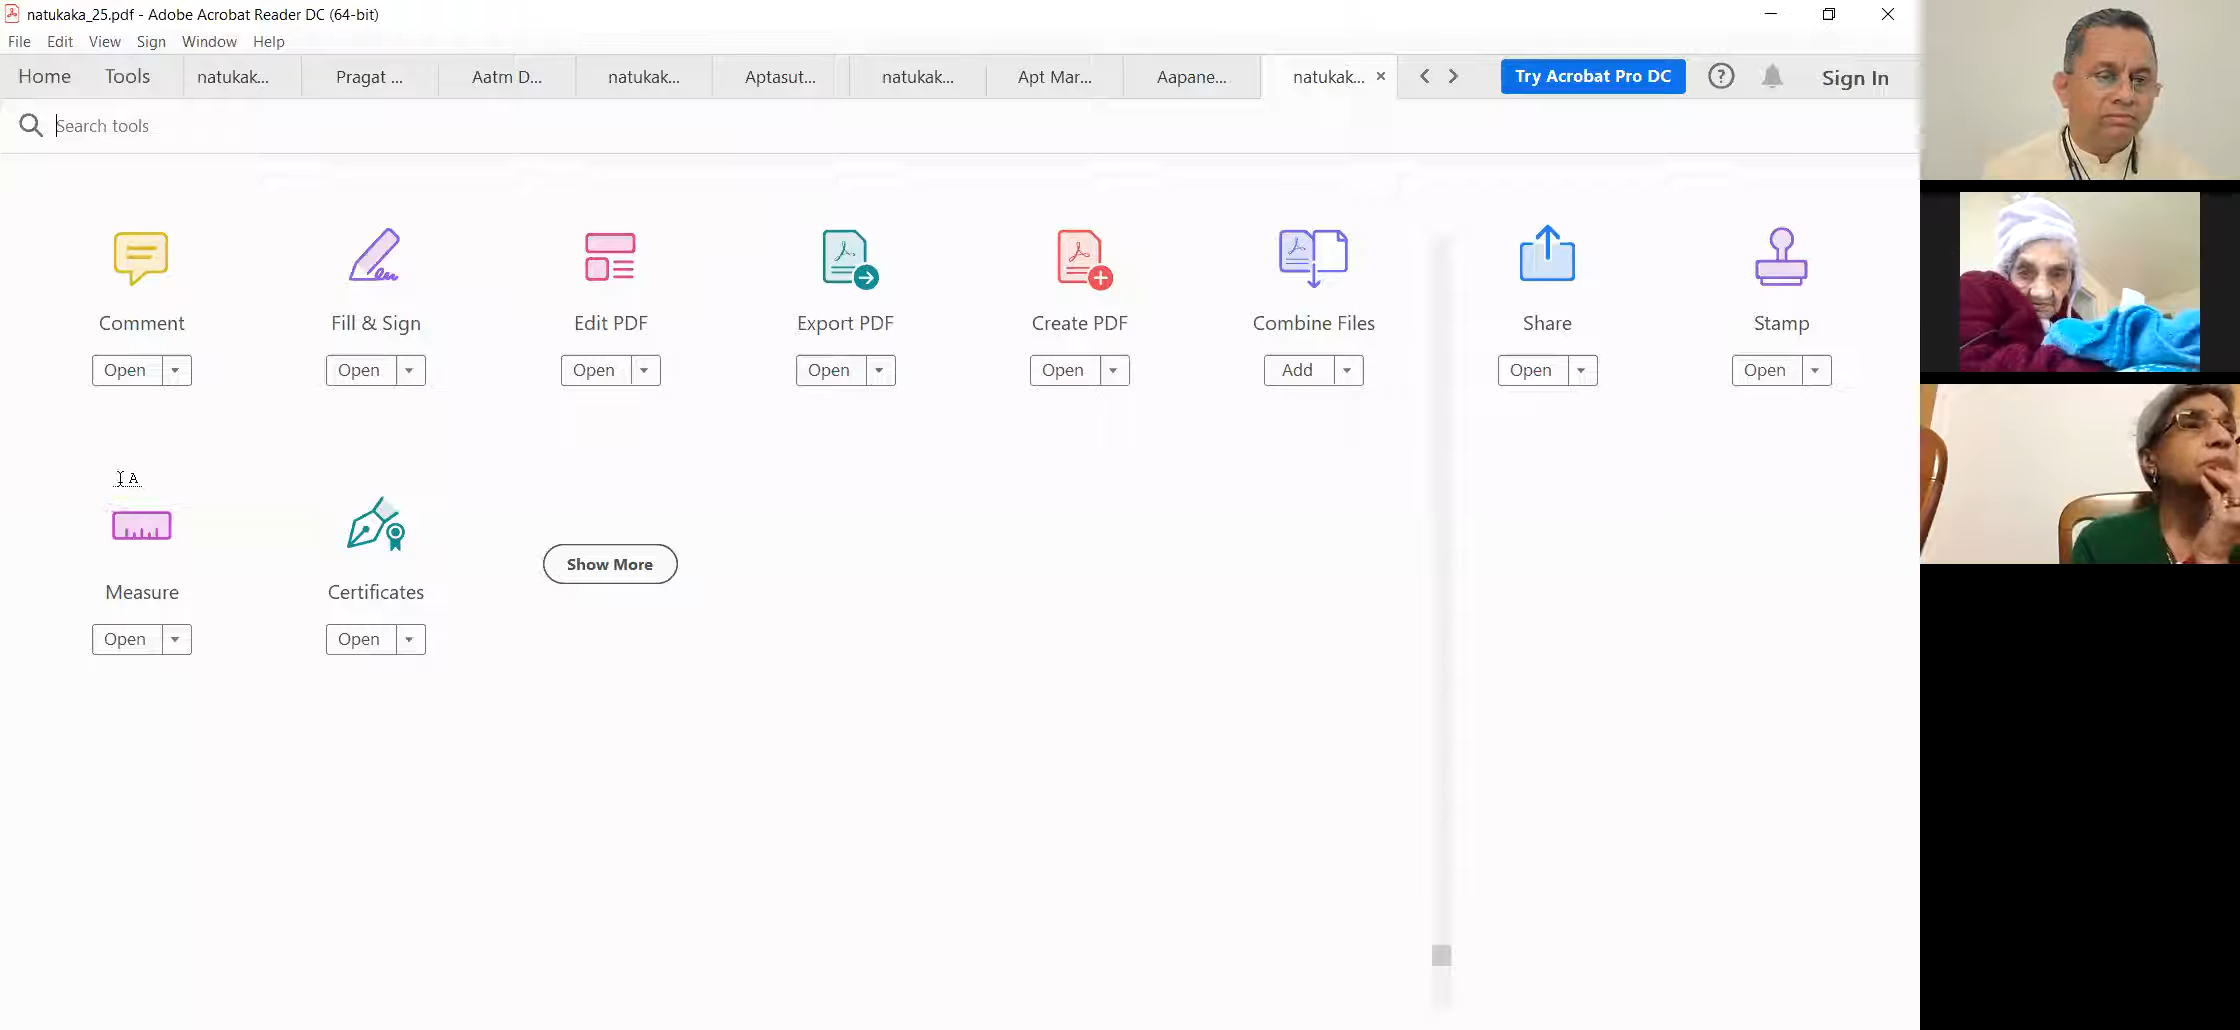 natukaka_25.pdf - Adobe Acrobat Reader DC (64-bit)
File Edit View Sign Window Help
Home Tools natukak... Pragat ... Aatm D... natukak... Aptasut... natukak... Apt Mar... Aapane... natukak... Try Acrobat Pro DC Sign In
Search tools
Comment Fill & Sign Edit PDF Export PDF Create PDF Combine Files Share Stamp
Open Open Open Open Open Add Open Open
A
Show More
Measure Certificates
Open Open